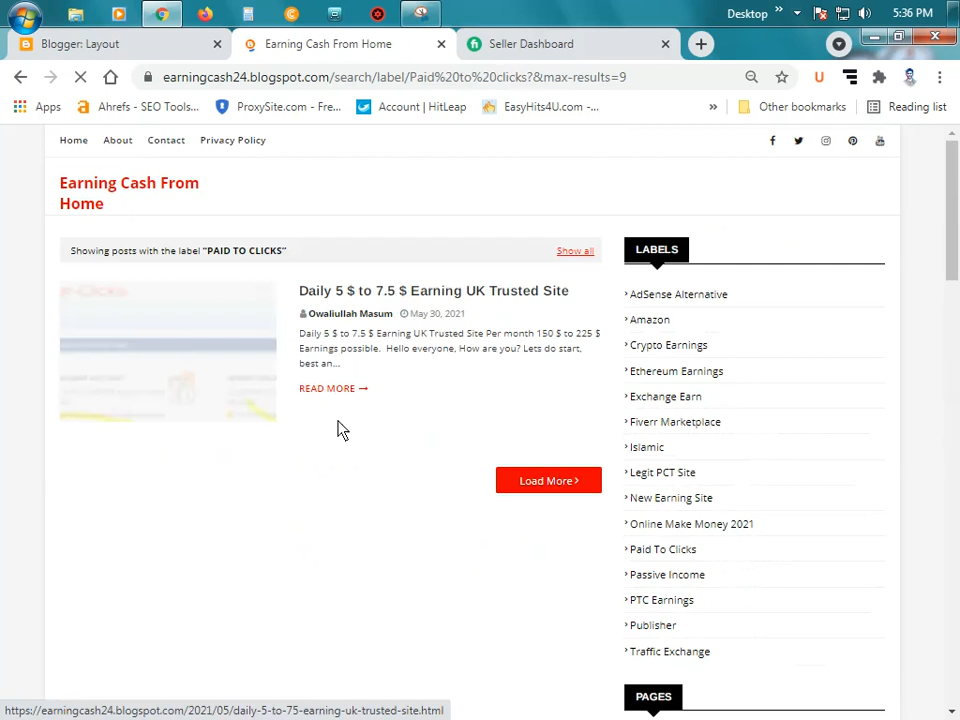 Desktop
5:36 PM
Blogger: Layout
Earning Cash From Home
Seller Dashboard
earningcash24.blogspot.com/search/label/Paid%20to%20clicks?&max-results=9
Apps
Ahrefs - SEO Tools...
ProxySite.com - Fre...
Account | HitLeap
EasyHits4U.com -...
Other bookmarks
Reading list
Home
About
Contact
Privacy Policy
Earning Cash From
Home
Showing posts with the label "PAID TO CLICKS"
Show all
Daily 5 $ to 7.5 $ Earning UK Trusted Site
Owaliullah Masum
May 30, 2021
Daily 5 $ to 7.5 $ Earning UK Trusted Site Per month 150 $ to 225 $
Earnings possible. Hello everyone, How are you? Lets do start,
best an...
READ MORE →
Load More
LABELS
AdSense Alternative
Amazon
Crypto Earnings
Ethereum Earnings
Exchange Earn
Fiverr Marketplace
Islamic
Legit PCT Site
New Earning Site
Online Make Money 2021
Paid To Clicks
Passive Income
PTC Earnings
Publisher
Traffic Exchange
PAGES
https://earningcash24.blogspot.com/2021/05/daily-5-to-75-earning-uk-trusted-site.html